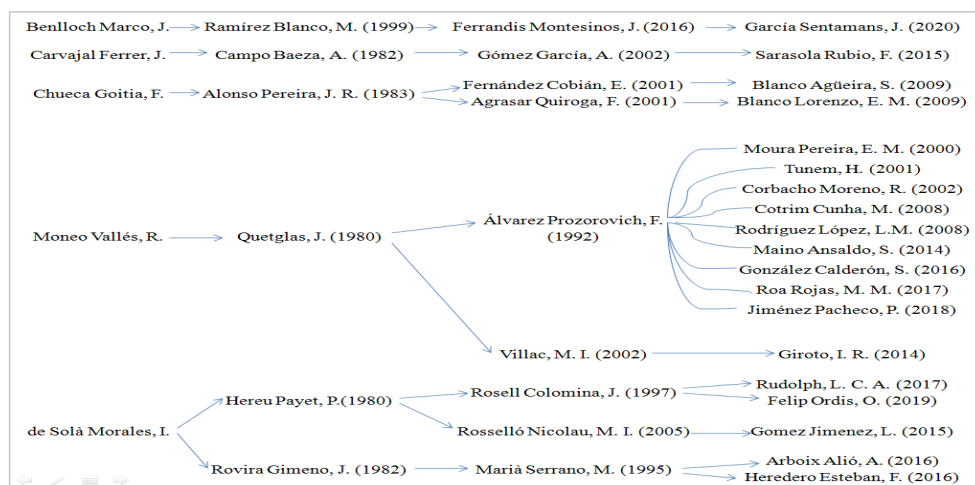 Benlloch Marco, J. Ramírez Blanco, M. (1999) Ferrandis Montesinos, J. (2016) García Sentamans, J. (2020)
Carvajal Ferrer, J. Campo Baeza, A. (1982) Gómez García, A. (2002) Sarasola Rubio, F. (2015)
Chueca Goitia, F. Alonso Pereira, J. R. (1983)
Fernández Cobián, E. (2001) Blanco Agüeira, S. (2009)
Agrasar Quiroga, F. (2001) Blanco Lorenzo, E. M. (2009)
Moneo Vallés, R. Quetglas, J. (1980) Álvarez Prozorovich, F.
(1992)
Moura Pereira, E. M. (2000)
Tunem, H. (2001)
Corbacho Moreno, R. (2002)
Cotrim Cunha, M. (2008)
Rodríguez López, L.M. (2008)
Maino Ansaldo, S. (2014)
González Calderón, S. (2016)
Roa Rojas, M. M. (2017)
Jiménez Pacheco, P. (2018)
Villac, M. I. (2002) Giroto, I. R. (2014)
de Solà Morales, I.
Hereu Payet, P.(1980)
Rosell Colomina, J. (1997)
Rudolph, L. C. A. (2017)
Felip Ordis, O. (2019)
Rosselló Nicolau, M. I. (2005) Gomez Jimenez, L. (2015)
Rovira Gimeno, J. (1982) Marià Serrano, M. (1995)
Arboix Alió, A. (2016)
Heredero Esteban, F. (2016)